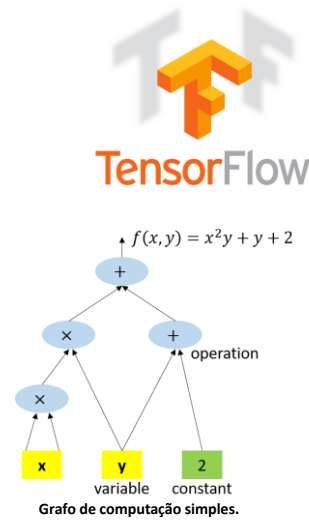 TensorFlow
f(x, y) = x²y + y + 2
+
× +
operation
×
x y 2
variable constant
Grafo de computação simples.